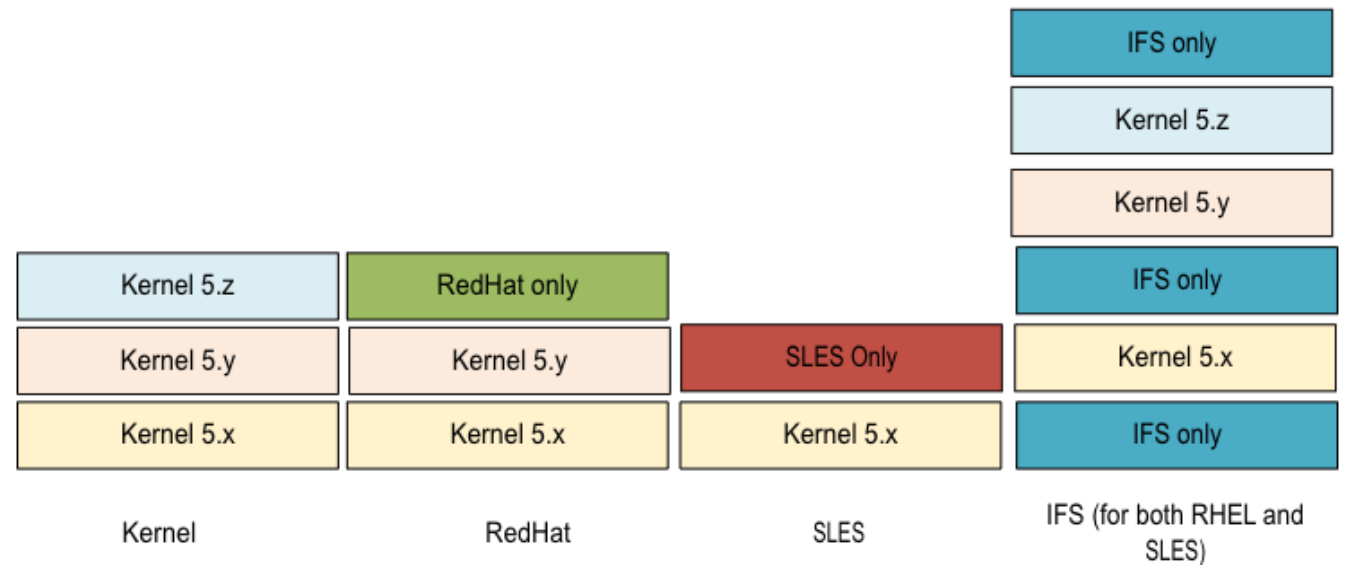 IFS only
Kernel 5.z
Kernel 5.y
Kernel 5.z
RedHat only
IFS only
Kernel 5.y
Kernel 5.y
SLES Only
Kernel 5.x
Kernel 5.x
Kernel 5.x
Kernel 5.x
IFS only
Kernel
RedHat
SLES
IFS (for both RHEL and
SLES)